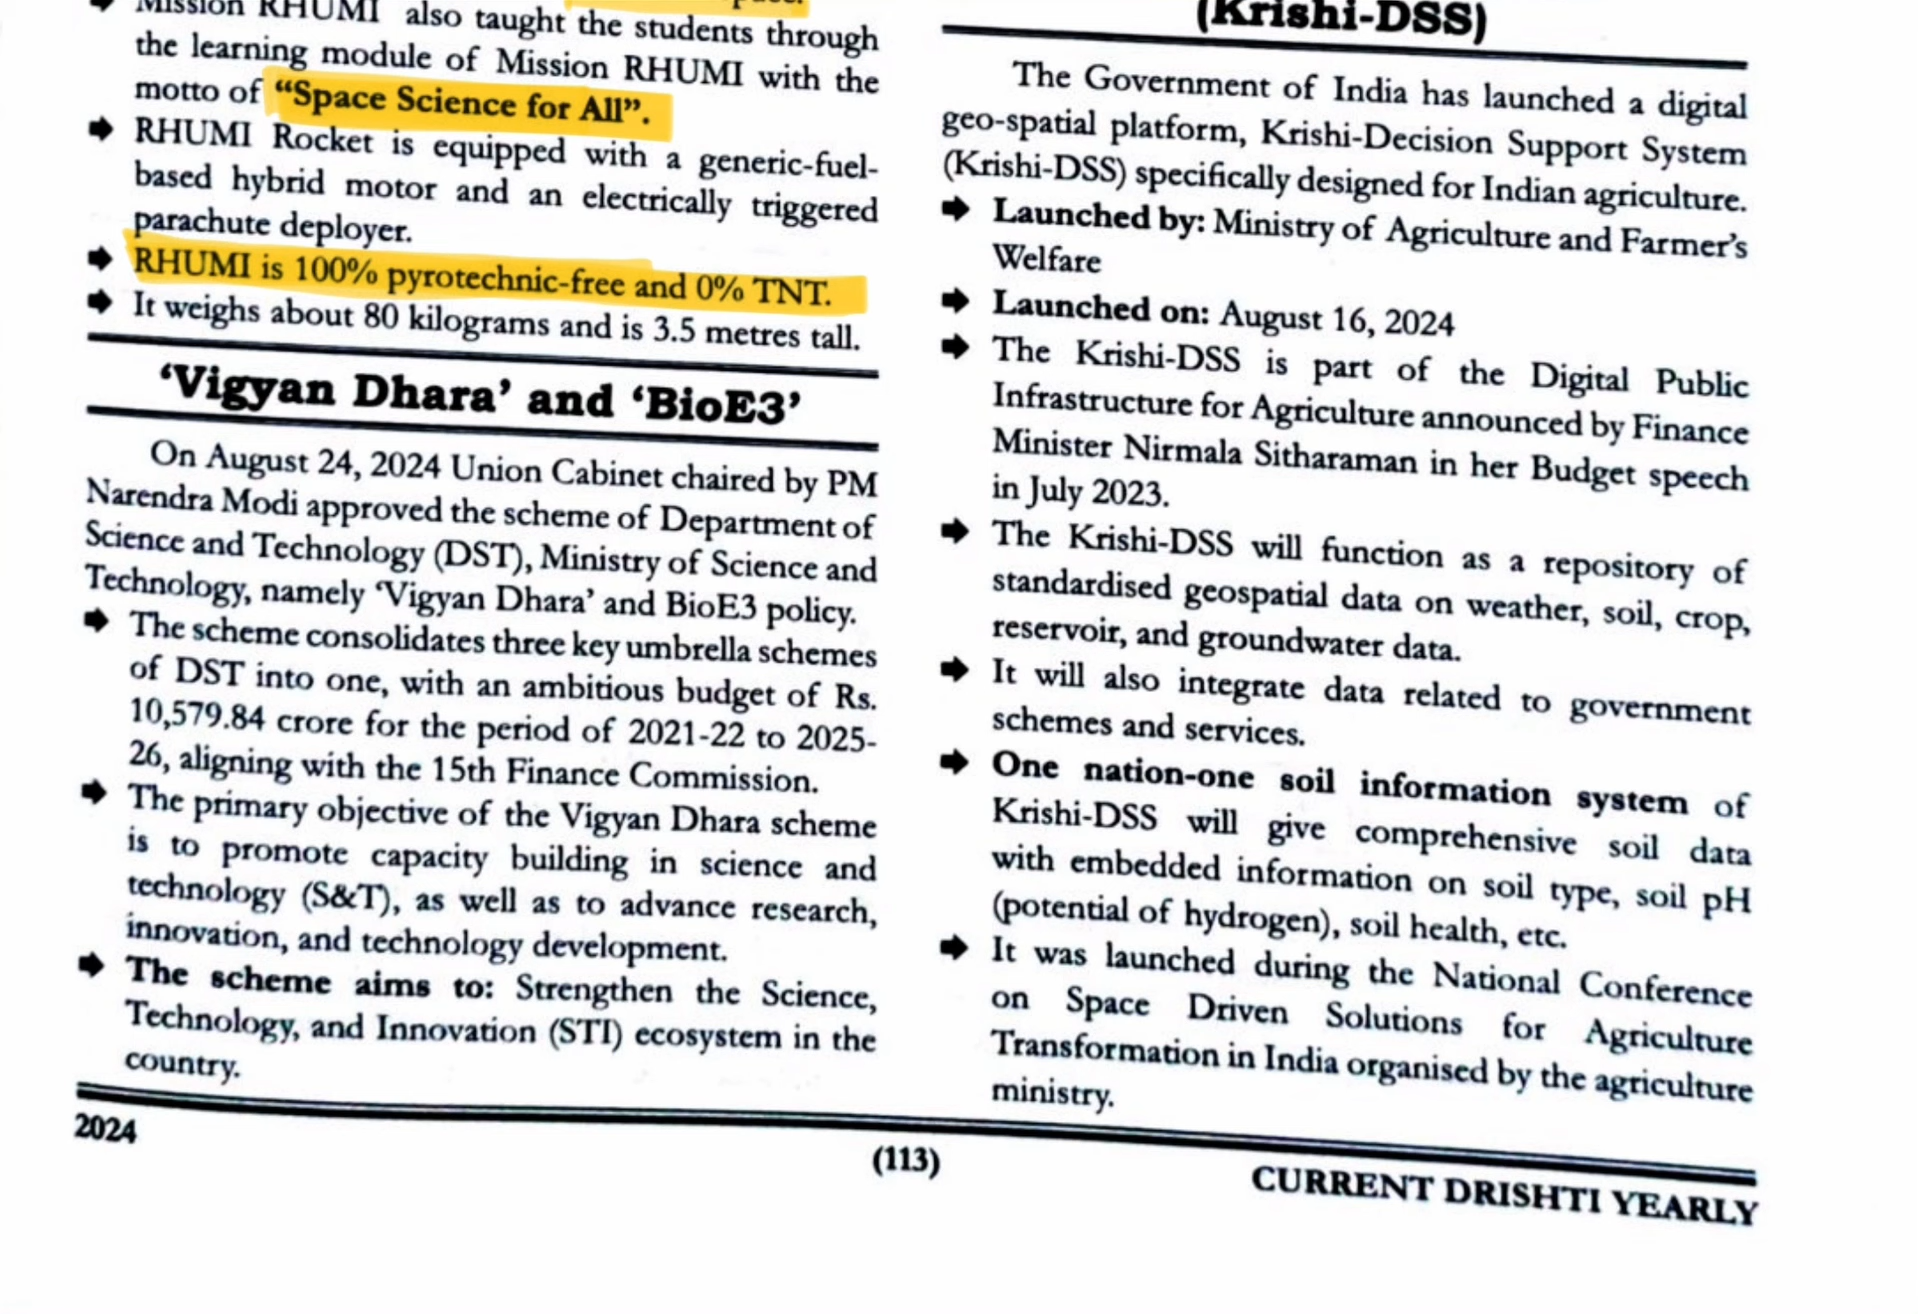 Mission RHUMI also taught the students through
the learning module of Mission RHUMI with the
motto of “Space Science for All”.
RHUMI Rocket is equipped with a generic-fuel-
based hybrid motor and an electrically triggered
parachute deployer.
RHUMI is 100% pyrotechnic-free and 0% TNT.
It weighs about 80 kilograms and is 3.5 metres tall.
‘Vigyan Dhara’ and ‘BioE3’
On August 24, 2024 Union Cabinet chaired by PM
Narendra Modi approved the scheme of Department of
Science and Technology (DST), Ministry of Science and
Technology, namely ‘Vigyan Dhara’ and BioE3 policy.
The scheme consolidates three key umbrella schemes
of DST into one, with an ambitious budget of Rs.
10,579.84 crore for the period of 2021-22 to 2025-
26, aligning with the 15th Finance Commission.
The primary objective of the Vigyan Dhara scheme
is to promote capacity building in science and
technology (S&T), as well as to advance research,
innovation, and technology development.
The scheme aims to: Strengthen the Science,
Technology, and Innovation (STI) ecosystem in the
country.
(Krishi-DSS)
The Government of India has launched a digital
geo-spatial platform, Krishi-Decision Support System
(Krishi-DSS) specifically designed for Indian agriculture.
Launched by: Ministry of Agriculture and Farmer’s
Welfare
Launched on: August 16, 2024
The Krishi-DSS is part of the Digital Public
Infrastructure for Agriculture announced by Finance
Minister Nirmala Sitharaman in her Budget speech
in July 2023.
The Krishi-DSS will function as a repository of
standardised geospatial data on weather, soil, crop,
reservoir, and groundwater data.
It will also integrate data related to government
schemes and services.
One nation-one soil information system of
Krishi-DSS will give comprehensive soil data
with embedded information on soil type, soil pH
(potential of hydrogen), soil health, etc.
It was launched during the National Conference
on Space Driven Solutions for Agriculture
Transformation in India organised by the agriculture
ministry.
2024
(113)
CURRENT DRISHTI YEARLY